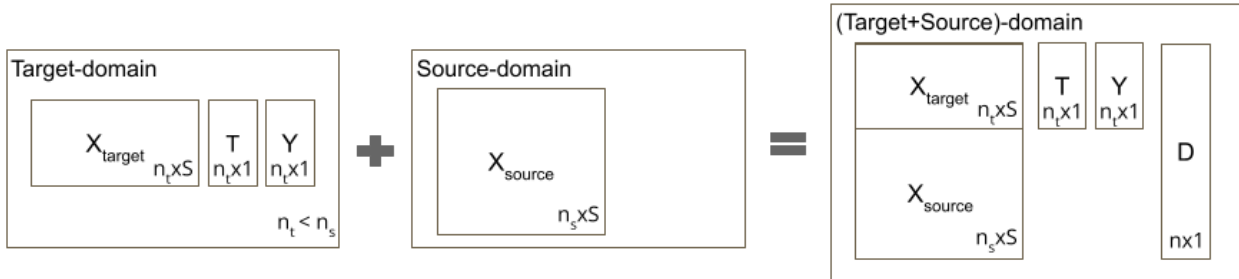 Target-domain
X_target n_t x S
T n_t x 1
Y n_t x 1
n_t < n_s
Source-domain
X_source
n_s x S
(Target+Source)-domain
X_target n_t x S
T n_t x 1
Y n_t x 1
X_source
n_s x S
D
n x 1